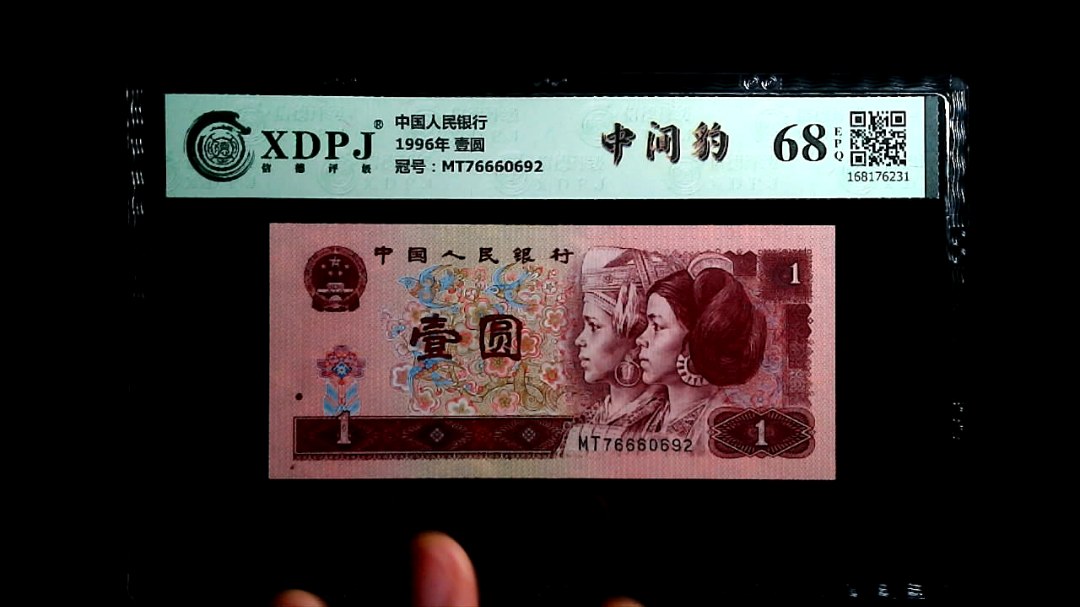 XDPJ®
信德评级
中国人民银行
1996年 壹圆
冠号：MT76660692
中间豹
68
EPQ
168176231
中国人民银行
1
壹圆
1
MT76660692
1